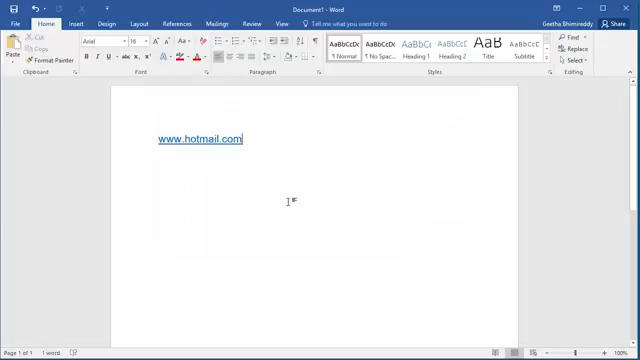 Document1 - Word
Geetha Bhimireddy
File Home Insert Design Layout References Mailings Review View Tell me what you want to do Share
Paste
Cut
Copy
Format Painter
Arial 16
AaBbCcDc AaBbCcDc AaBbCc AaBbCcD AaB AaBbCcD
¶ Normal ¶ No Spac... Heading 1 Heading 2 Title Subtitle
Find
Replace
Select
Clipboard Font Paragraph Styles Editing
www.hotmail.com
Page 1 of 1 1 word 100%